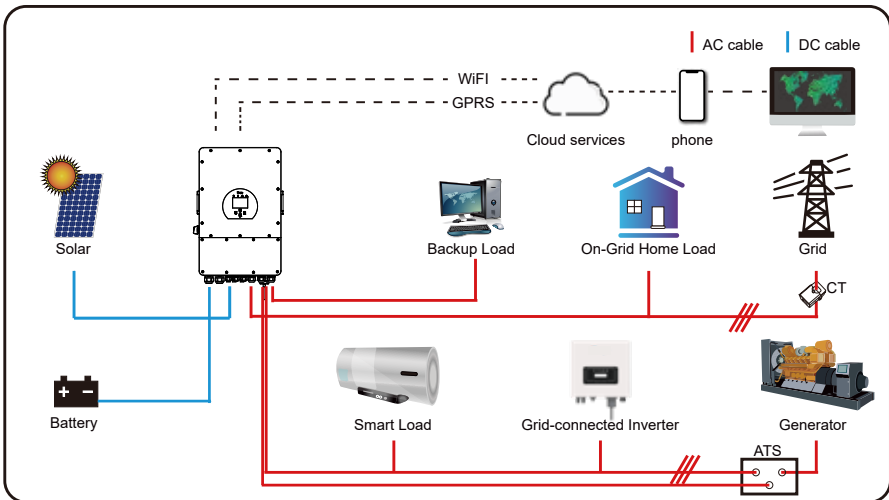 AC cable
DC cable
WiFI
GPRS
Cloud services
phone
Solar
Backup Load
On-Grid Home Load
Grid
CT
Battery
Smart Load
Grid-connected Inverter
Generator
ATS